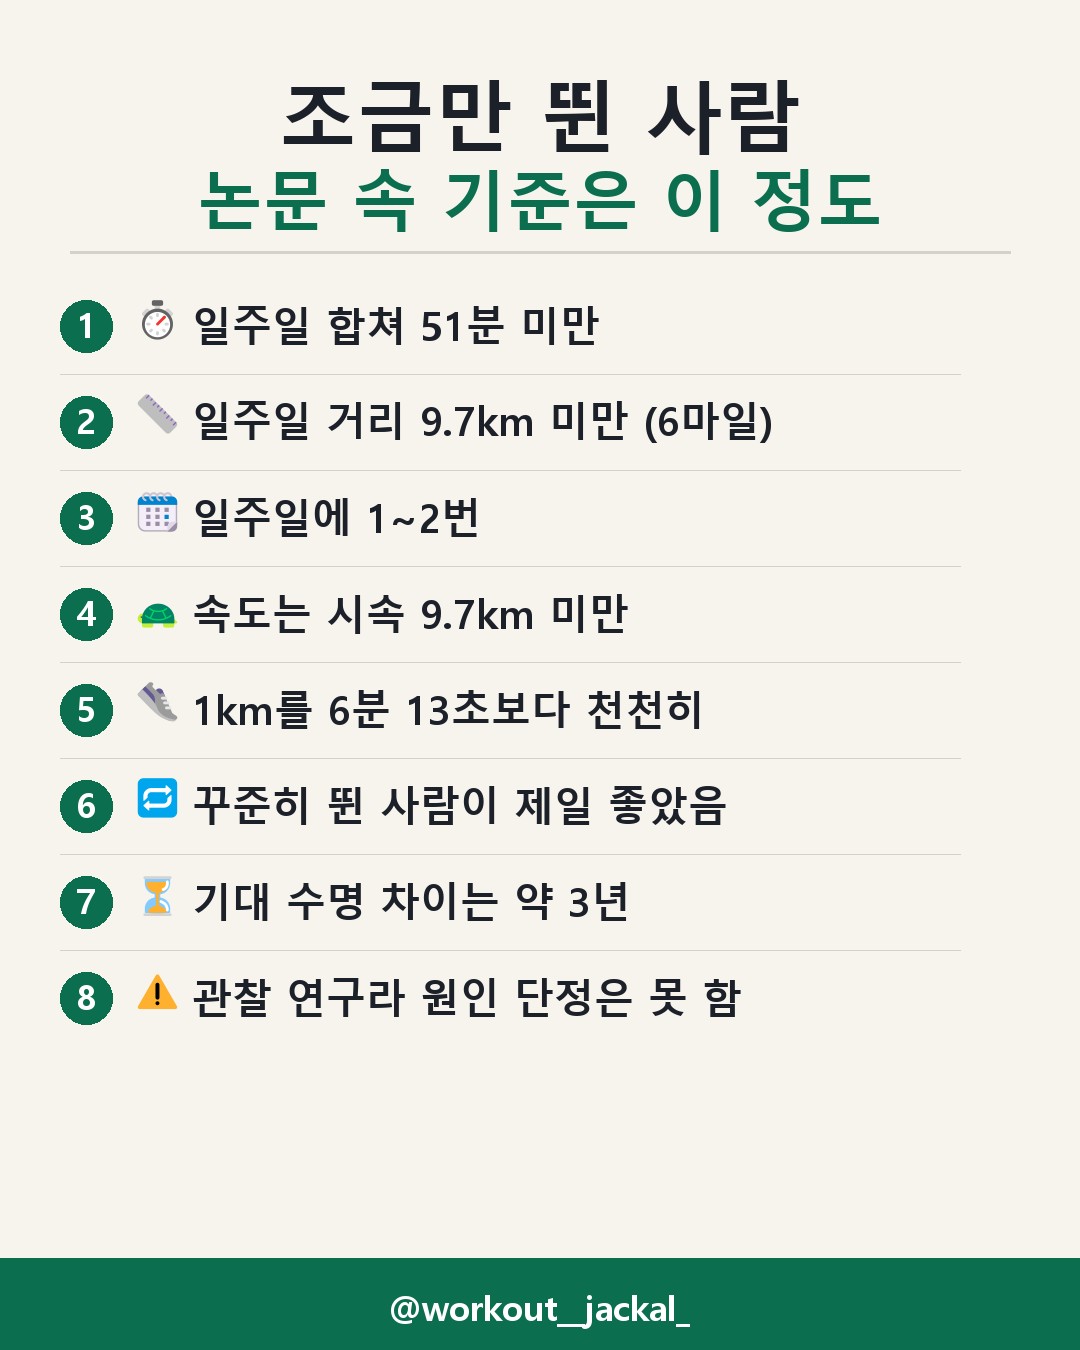 조금만 뛴 사람
논문 속 기준은 이 정도
1 일주일 합쳐 51분 미만
2 일주일 거리 9.7km 미만 (6마일)
3 일주일에 1~2번
4 속도는 시속 9.7km 미만
5 1km를 6분 13초보다 천천히
6 꾸준히 뛴 사람이 제일 좋았음
7 기대 수명 차이는 약 3년
8 관찰 연구라 원인 단정은 못 함
@workout__jackal_